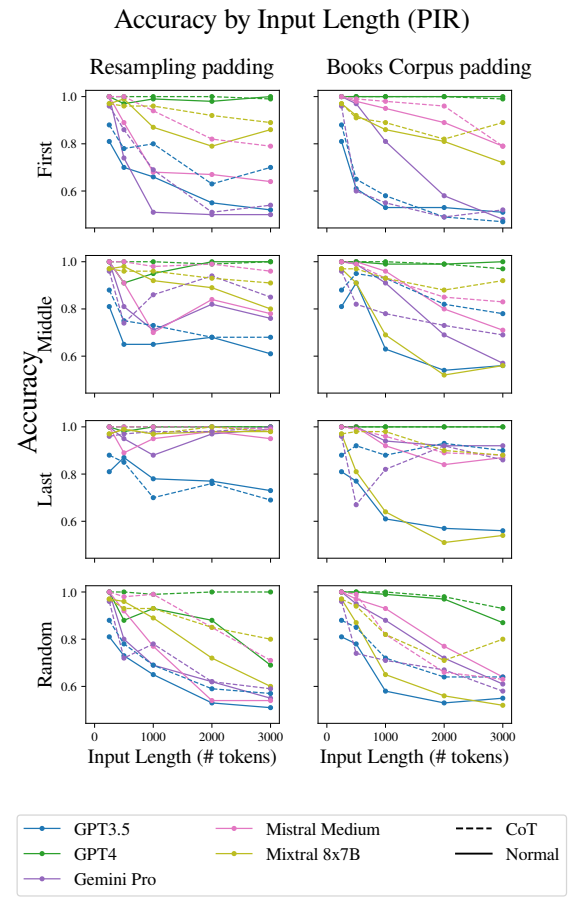 Accuracy by Input Length (PIR)
Resampling padding
Books Corpus padding
Accuracy
First
1.0
0.8
0.6
Middle
1.0
0.8
0.6
Last
1.0
0.8
0.6
Random
1.0
0.8
0.6
0 1000 2000 3000
0 1000 2000 3000
Input Length (# tokens)
Input Length (# tokens)
GPT3.5
GPT4
Gemini Pro
Mistral Medium
Mixtral 8x7B
CoT
Normal